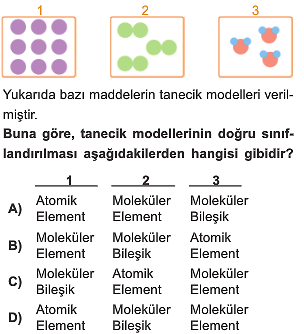 1 2 3
Yukarıda bazı maddelerin tanecik modelleri veril-
miştir.
Buna göre, tanecik modellerinin doğru sınıf-
landırılması aşağıdakilerden hangisi gibidir?
1 2 3
A) Atomik Moleküler Moleküler
Element Element Bileşik
B) Moleküler Moleküler Atomik
Element Bileşik Element
C) Moleküler Atomik Moleküler
Bileşik Element Element
D) Atomik Moleküler Moleküler
Element Bileşik Element